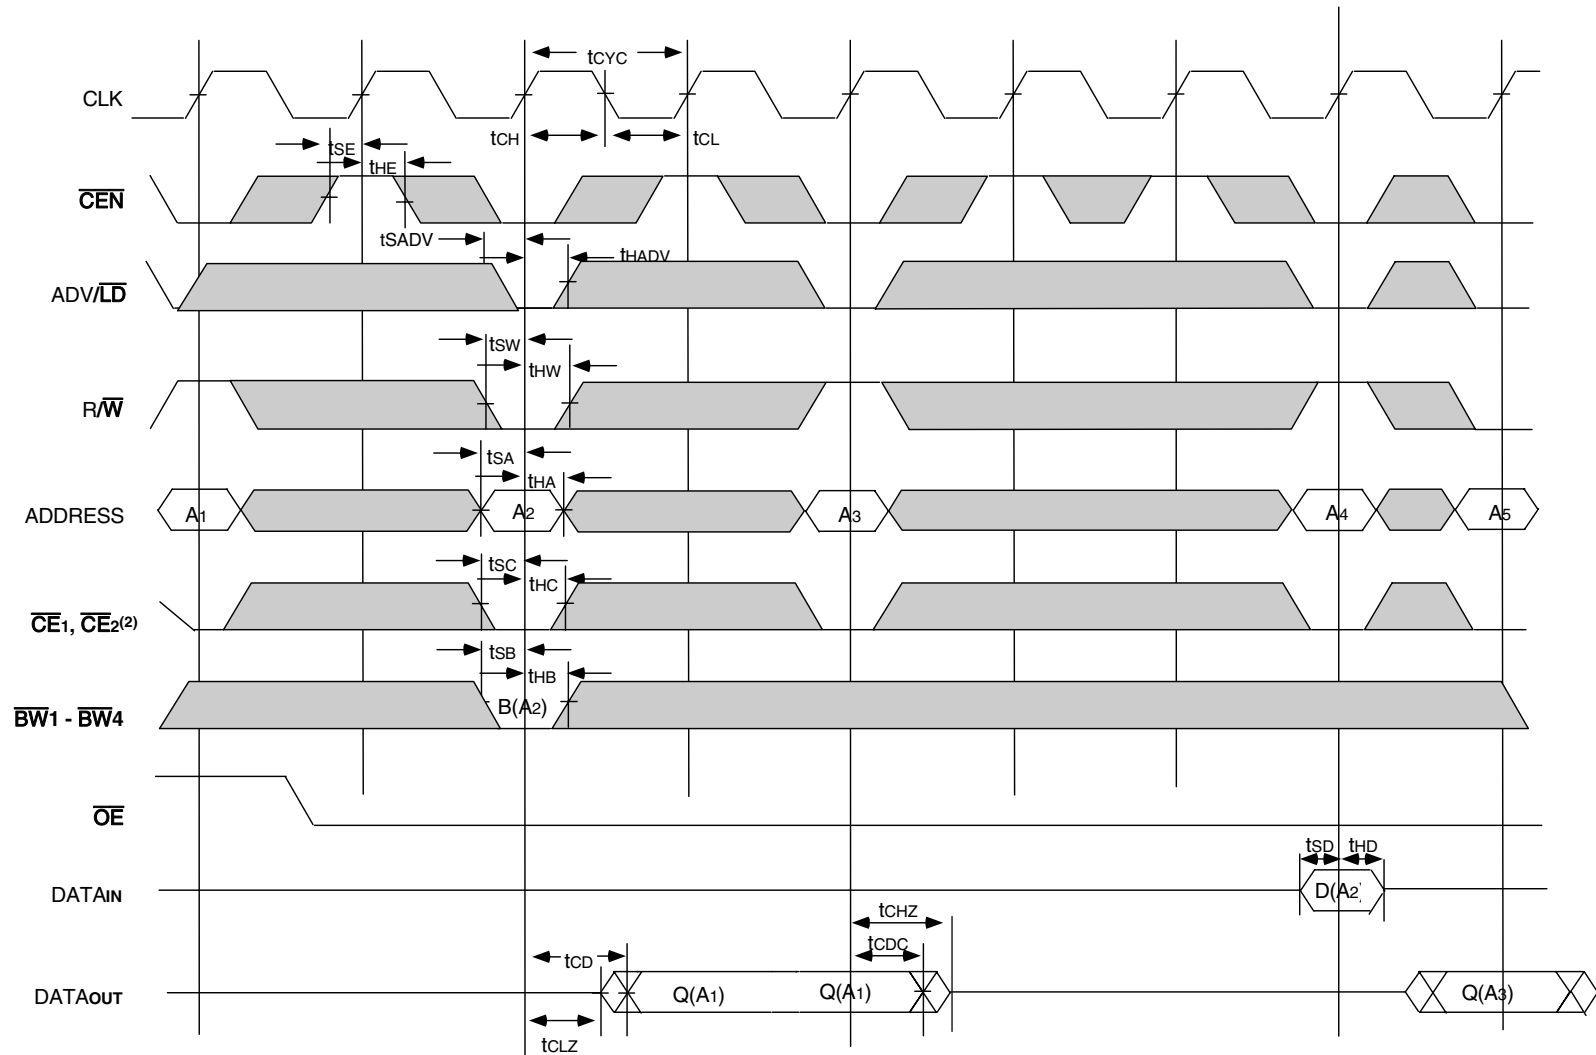 tCYC
CLK
tCH
tCL
tSE
tHE
CEN
tSADV
tHADV
ADV/LD
tSW
tHW
R/W
tSA
tHA
ADDRESS
A1
A2
A3
A4
A5
tSC
tHC
CE1, CE2(2)
tSB
tHB
BW1 - BW4
B(A2)
OE
tSD
tHD
DATAIN
D(A2)
tCHZ
tCDC
tCD
DATAOUT
Q(A1)
Q(A1)
Q(A3)
tCLZ